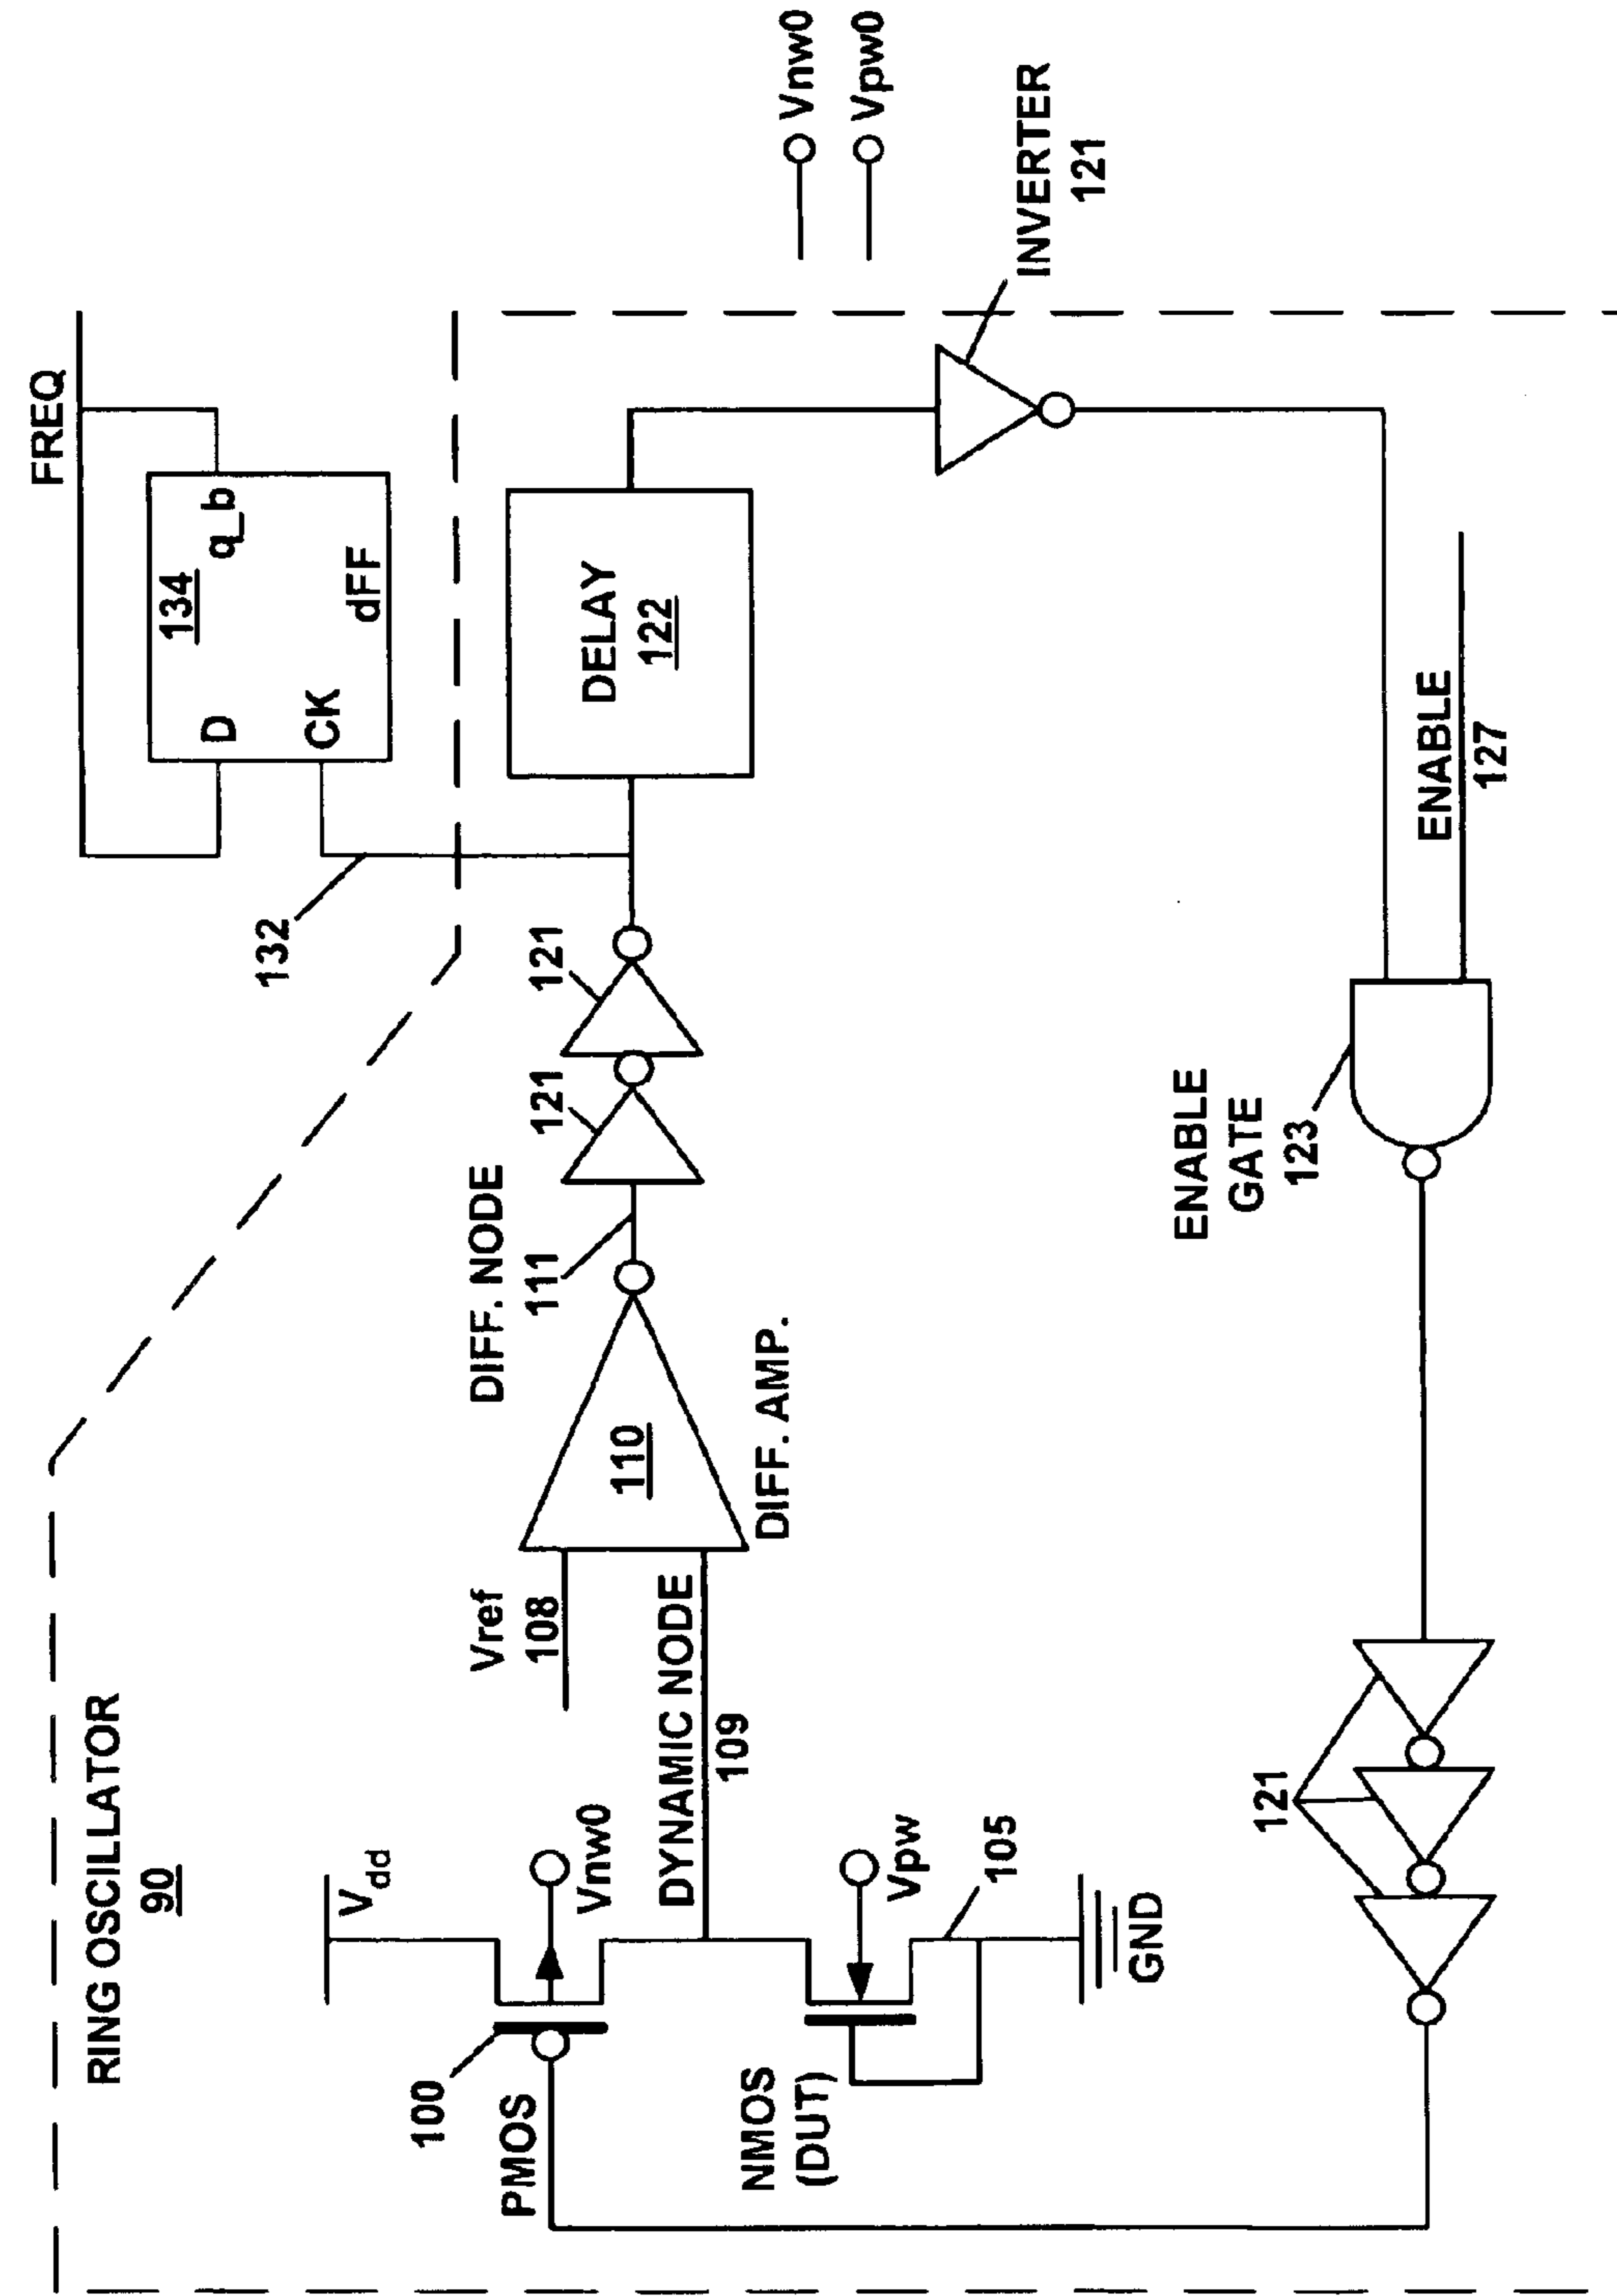 RING OSCILLATOR
90
FREQ
134
D
q_b
CK
dFF
132
Vdd
100
PMOS
Vnw0
Vref
108
DIFF. NODE
111
121
121
DELAY
122
110
DYNAMIC NODE
109
DIFF. AMP.
NMOS
(DUT)
Vpw
105
GND
Vnw0
Vpw0
INVERTER
121
ENABLE
GATE
123
ENABLE
127
121